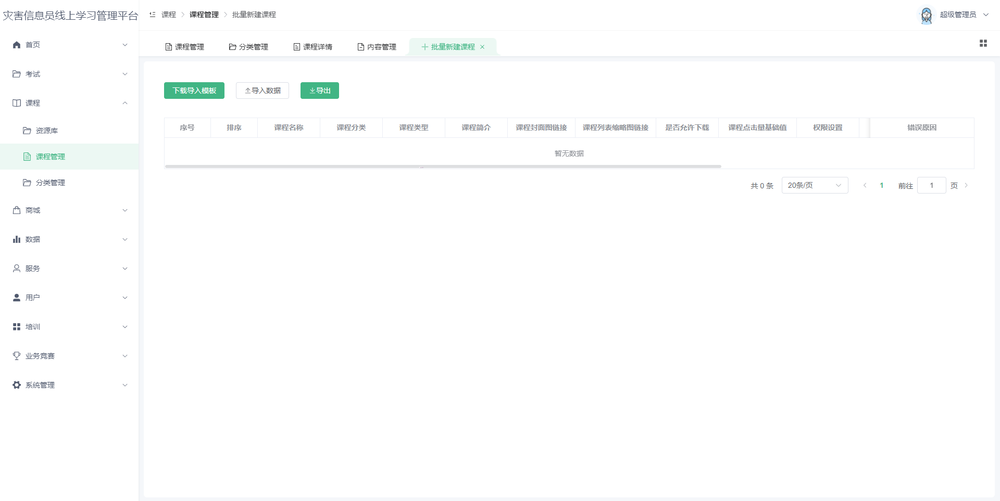 灾害信息员线上学习管理平台
课程 > 课程管理 > 批量新建课程
超级管理员
首页
考试
课程
资源库
课程管理
分类管理
商城
数据
服务
用户
培训
业务竞赛
系统管理
课程管理 分类管理 课程详情 内容管理 批量新建课程
下载导入模板 导入数据 导出
序号 排序 课程名称 课程分类 课程类型 课程简介 课程封面图链接 课程列表缩略图链接 是否允许下载 课程点击量基础值 权限设置 错误原因
暂无数据
共 0 条 20条/页 1 前往 1 页